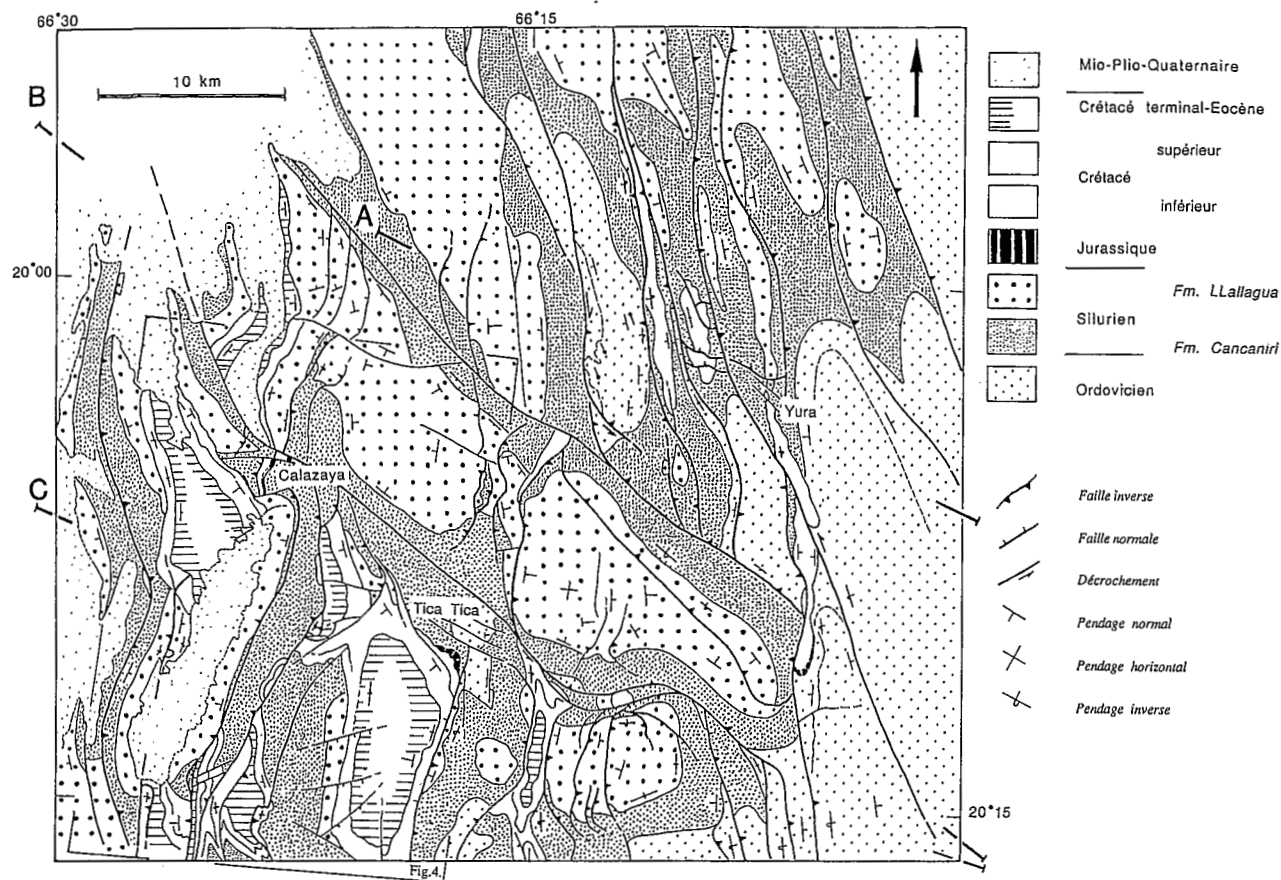 66°30
66°15
10 km
B
A
20°00
C
Calazaya
Tica Tica
Yura
20°15
Fig.4.
Mio-Plio-Quaternaire
Crétacé terminal-Eocène
supérieur
Crétacé
inférieur
Jurassique
Fm. LLallagua
Silurien
Fm. Cancaniri
Ordovicien
Faille inverse
Faille normale
Décrochement
Pendage normal
Pendage horizontal
Pendage inverse